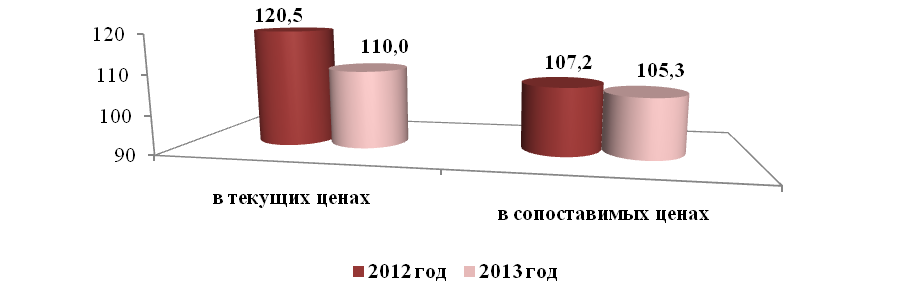 120,5
110,0
107,2
105,3
120
110
100
90
в текущих ценах
в сопоставимых ценах
2012 год 2013 год